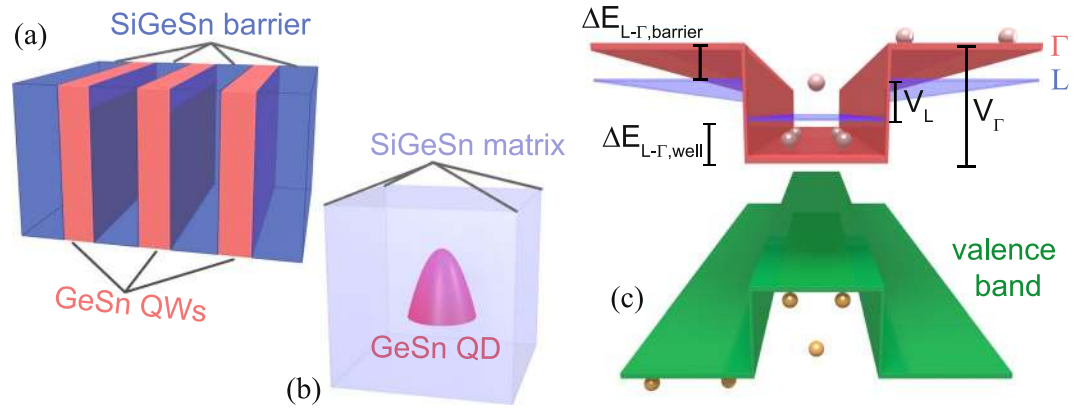 (a)
SiGeSn barrier
GeSn QWs
SiGeSn matrix
GeSn QD
(b)
ΔE_L-Γ,barrier
ΔE_L-Γ,well
Γ
L
V_L
V_Γ
valence
band
(c)